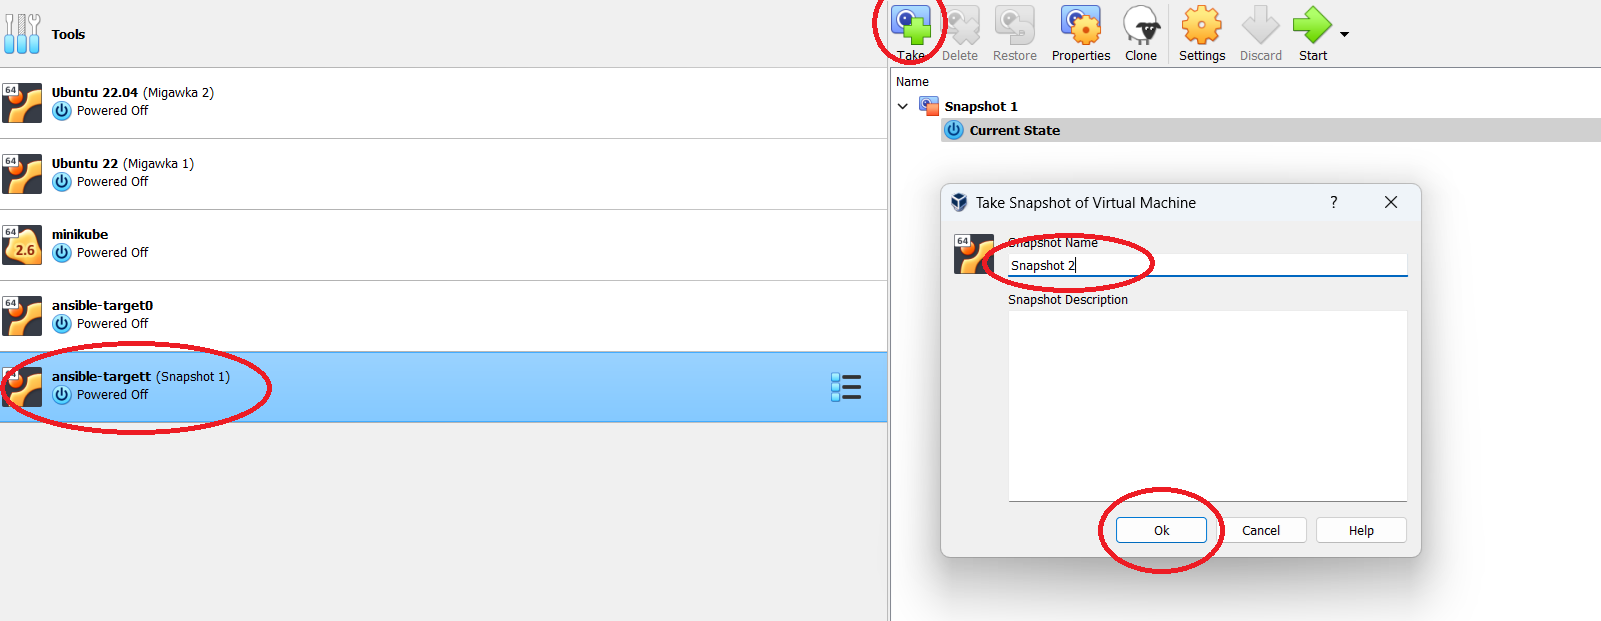 Tools
64
Ubuntu 22.04 (Migawka 2)
Powered Off
64
Ubuntu 22 (Migawka 1)
Powered Off
64
2.6
minikube
Powered Off
64
ansible-target0
Powered Off
ansible-targett (Snapshot 1)
Powered Off
Take Delete Restore Properties Clone Settings Discard Start
Name
Snapshot 1
Current State
Take Snapshot of Virtual Machine ?
64
Snapshot Name
Snapshot 2
Snapshot Description
Ok Cancel Help